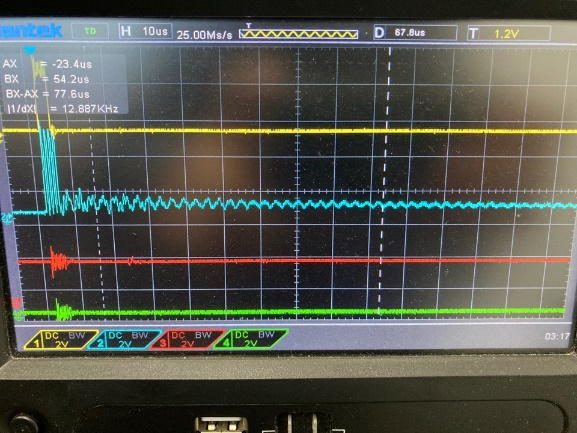 TD H 10us 25.00Ms/s T D 67.6us T 1.2V
AX = -23.4us
BX = 54.2us
BX-AX = 77.6us
|1/dX| = 12.887KHz
1 DC BW 2V 2 DC BW 2V 3 DC BW 2V 4 DC BW 2V
03:17